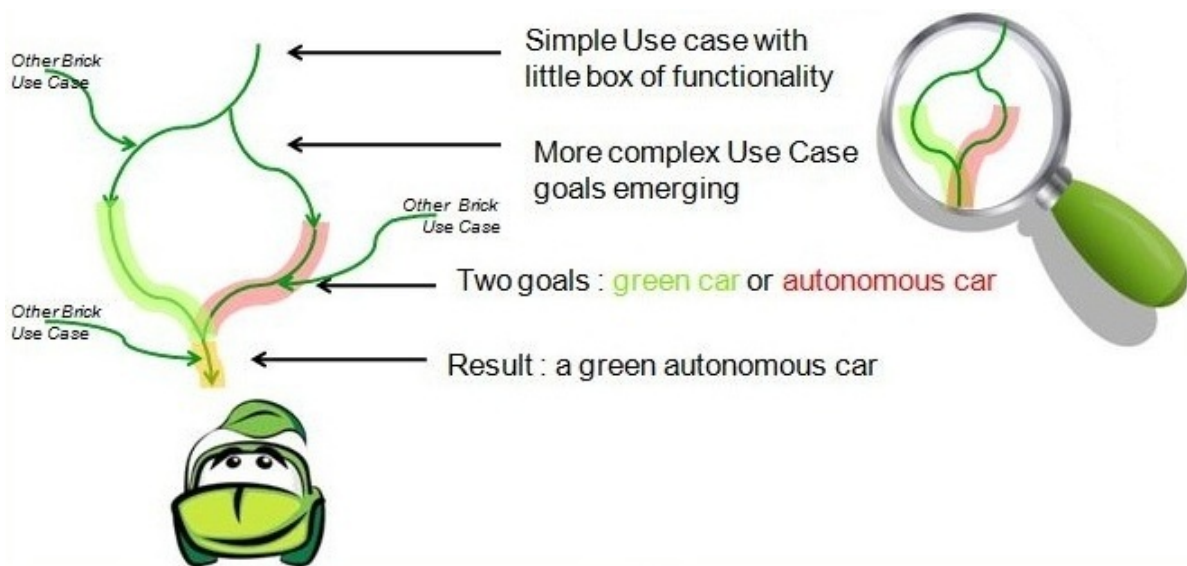 Simple Use case with
little box of functionality
Other Brick
Use Case
More complex Use Case
goals emerging
Other Brick
Use Case
Two goals : green car or autonomous car
Other Brick
Use Case
Result : a green autonomous car